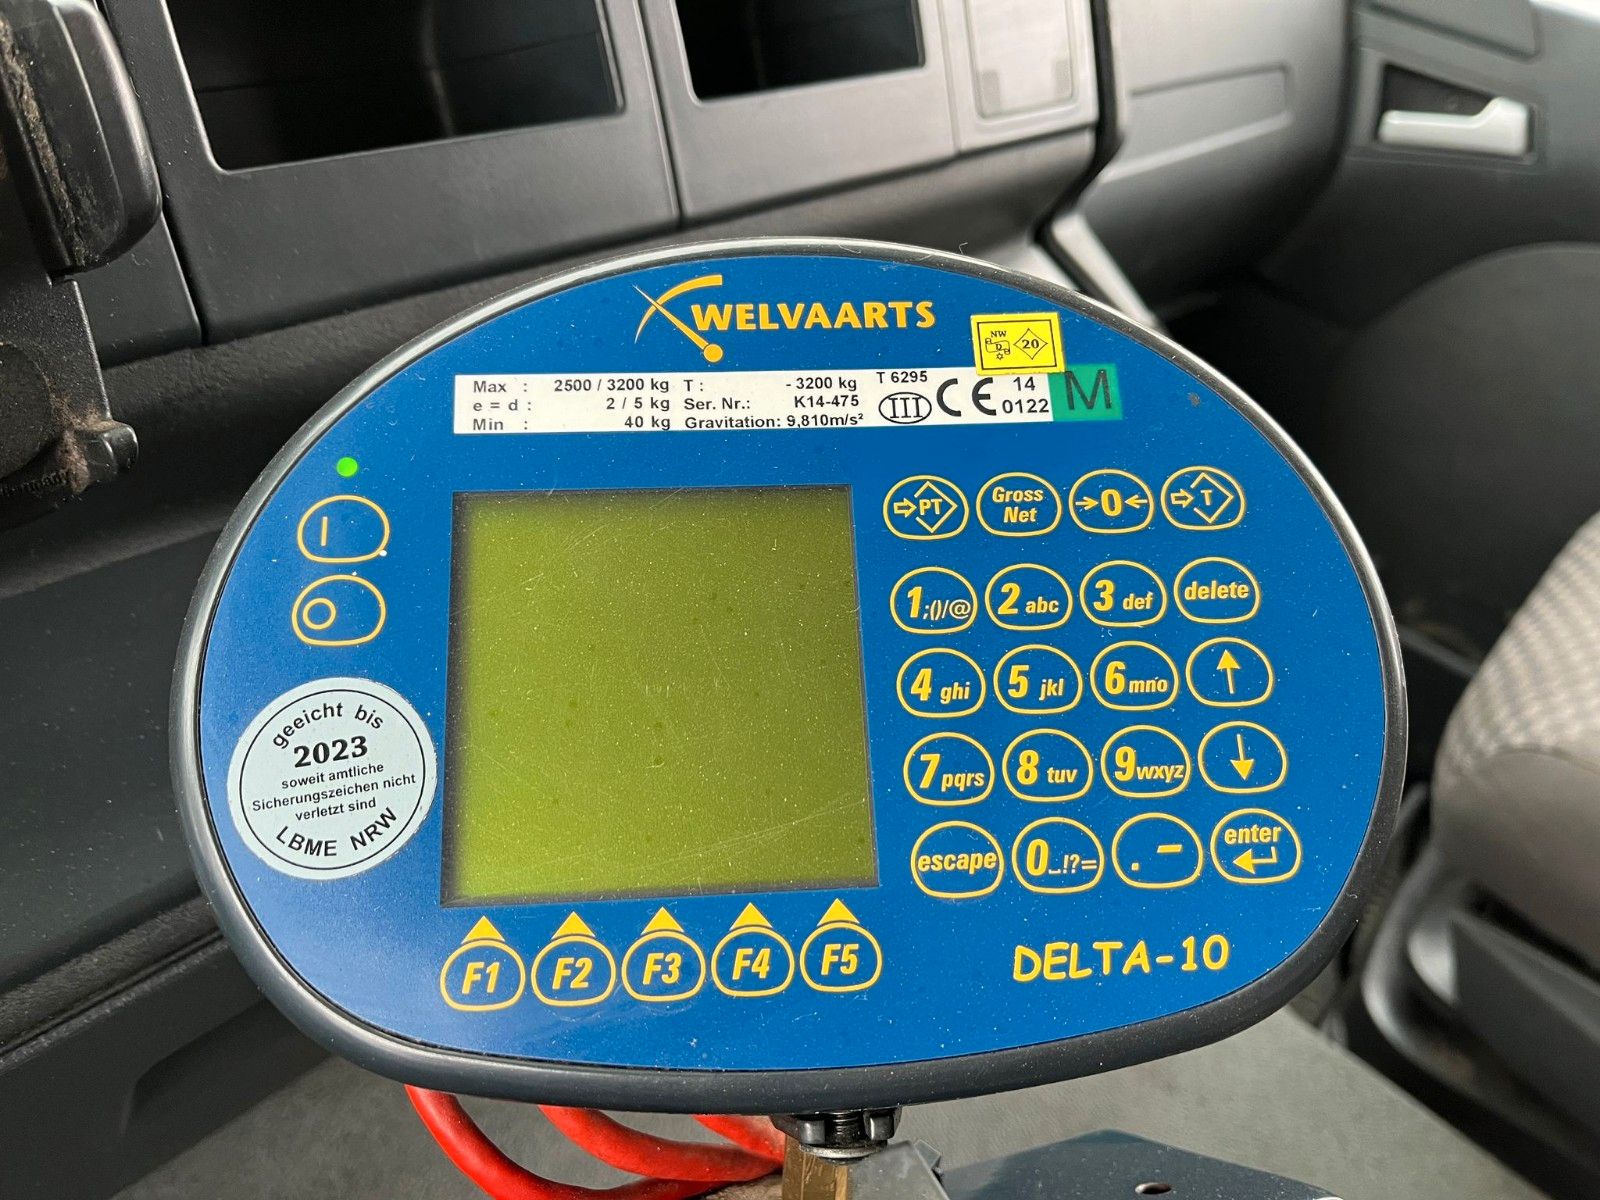 WELVAARTS
NW
D
20
Max : 2500 / 3200 kg T : - 3200 kg T 6295
e = d : 2 / 5 kg Ser. Nr.: K14-475 III CE 14 M
Min : 40 kg Gravitation: 9,810m/s² 0122
I
O
geeicht bis
2023
soweit amtliche
Sicherungszeichen nicht
verletzt sind
LBME NRW
PT Gross Net →0← T
1;()/@ 2 abc 3 def delete
4 ghi 5 jkl 6 mno ↑
7 pqrs 8 tuv 9 wxyz ↓
escape 0_!?= . - enter
F1 F2 F3 F4 F5
DELTA-10
Germany